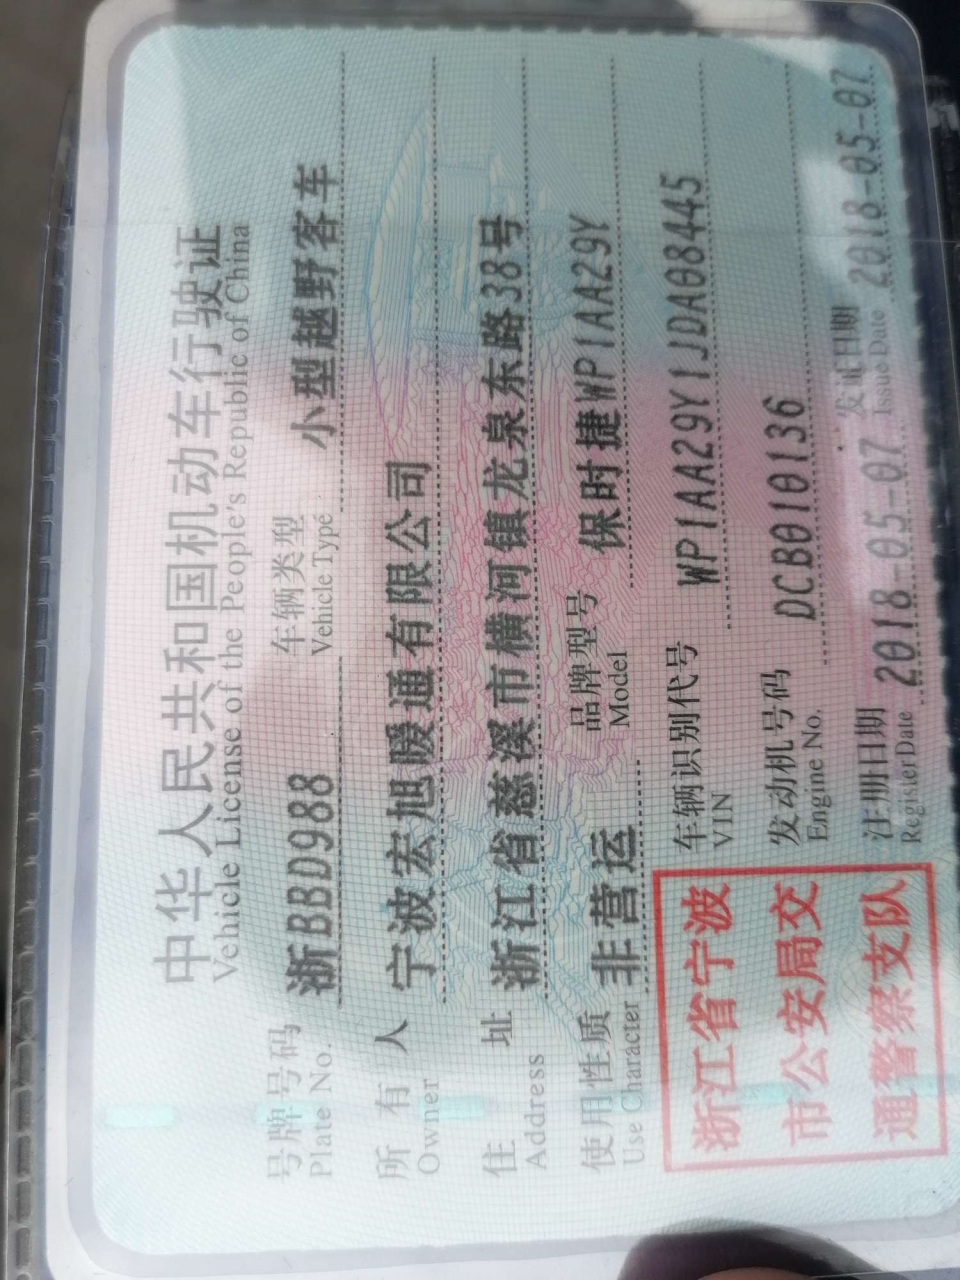 中华人民共和国机动车行驶证
Vehicle License of the People's Republic of China
号牌号码 浙BBD988 车辆类型 小型越野客车
Plate No. Vehicle Type
所有人 宁波宏旭暖通有限公司
Owner
住址 浙江省慈溪市横河镇龙泉东路38号
Address
使用性质 非营运 品牌型号 保时捷WP1AA29Y
Use Character Model
浙江省宁波
市公安局交
通警察支队
车辆识别代号 WP1AA29Y1JDA08445
VIN
发动机号码 DCB010136
Engine No.
注册日期 2018-05-07 发证日期 2018-05-07
Register Date Issue Date